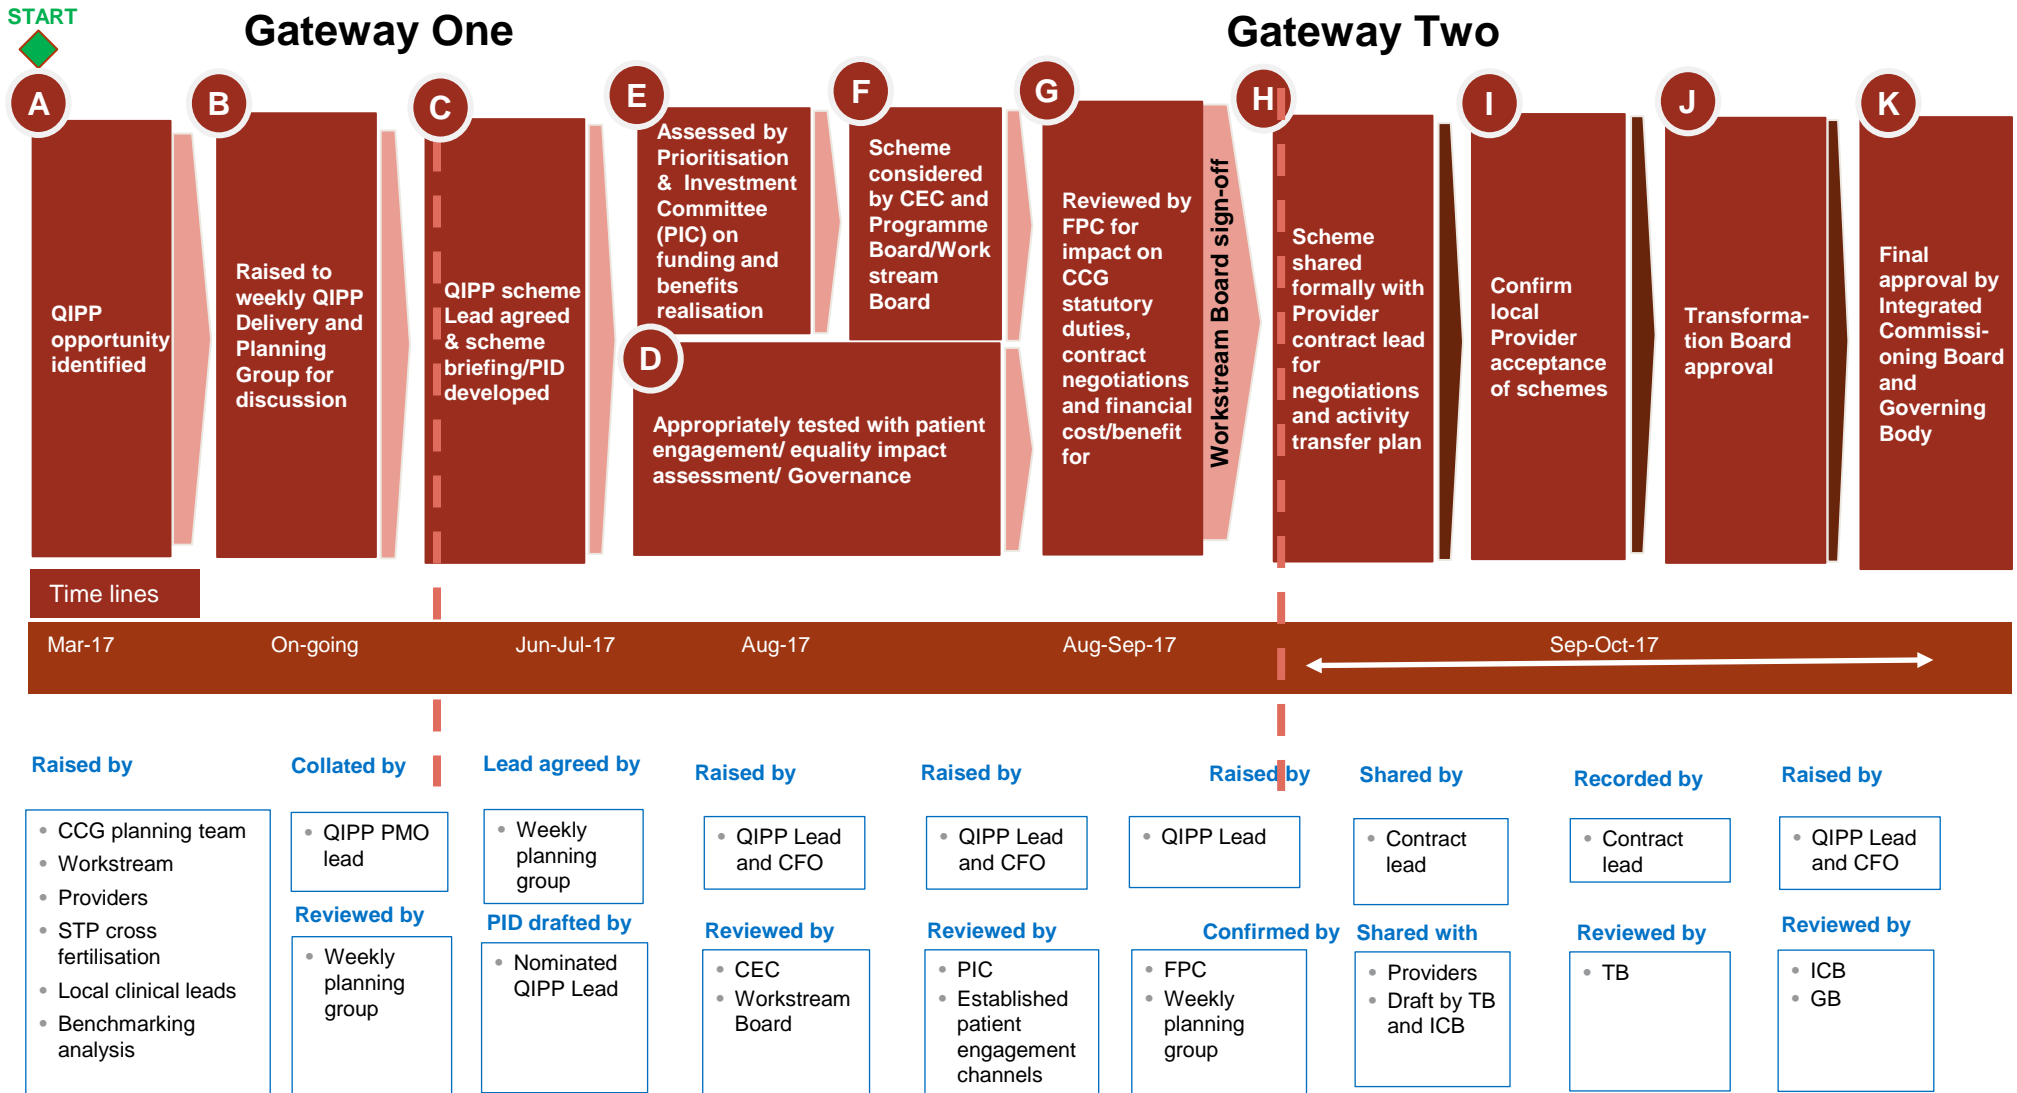 START
Gateway One
Gateway Two
A
QIPP
opportunity
identified
B
Raised to
weekly QIPP
Delivery and
Planning
Group for
discussion
C
QIPP scheme
Lead agreed
& scheme
briefing/PID
developed
E
Assessed by
Prioritisation
& Investment
Committee
(PIC) on
funding and
benefits
realisation
F
Scheme
considered
by CEC and
Programme
Board/Work
stream
Board
D
Appropriately tested with patient
engagement/ equality impact
assessment/ Governance
G
Reviewed by
FPC for
impact on
CCG
statutory
duties,
contract
negotiations
and financial
cost/benefit
for
Workstream Board sign-off
H
Scheme
shared
formally with
Provider
contract lead
for
negotiations
and activity
transfer plan
I
Confirm
local
Provider
acceptance
of schemes
J
Transforma-
tion Board
approval
K
Final
approval by
Integrated
Commissi-
oning Board
and
Governing
Body
Time lines
Mar-17
On-going
Jun-Jul-17
Aug-17
Aug-Sep-17
Sep-Oct-17
Raised by
• CCG planning team
• Workstream
• Providers
• STP cross
fertilisation
• Local clinical leads
• Benchmarking
analysis
Collated by
• QIPP PMO
lead
Reviewed by
• Weekly
planning
group
Lead agreed by
• Weekly
planning
group
PID drafted by
• Nominated
QIPP Lead
Raised by
• QIPP Lead
and CFO
Reviewed by
• CEC
• Workstream
Board
Raised by
• QIPP Lead
and CFO
Reviewed by
• PIC
• Established
patient
engagement
channels
Raised by
• QIPP Lead
Confirmed by
• FPC
• Weekly
planning
group
Shared by
• Contract
lead
Shared with
• Providers
• Draft by TB
and ICB
Recorded by
• Contract
lead
Reviewed by
• TB
Raised by
• QIPP Lead
and CFO
Reviewed by
• ICB
• GB